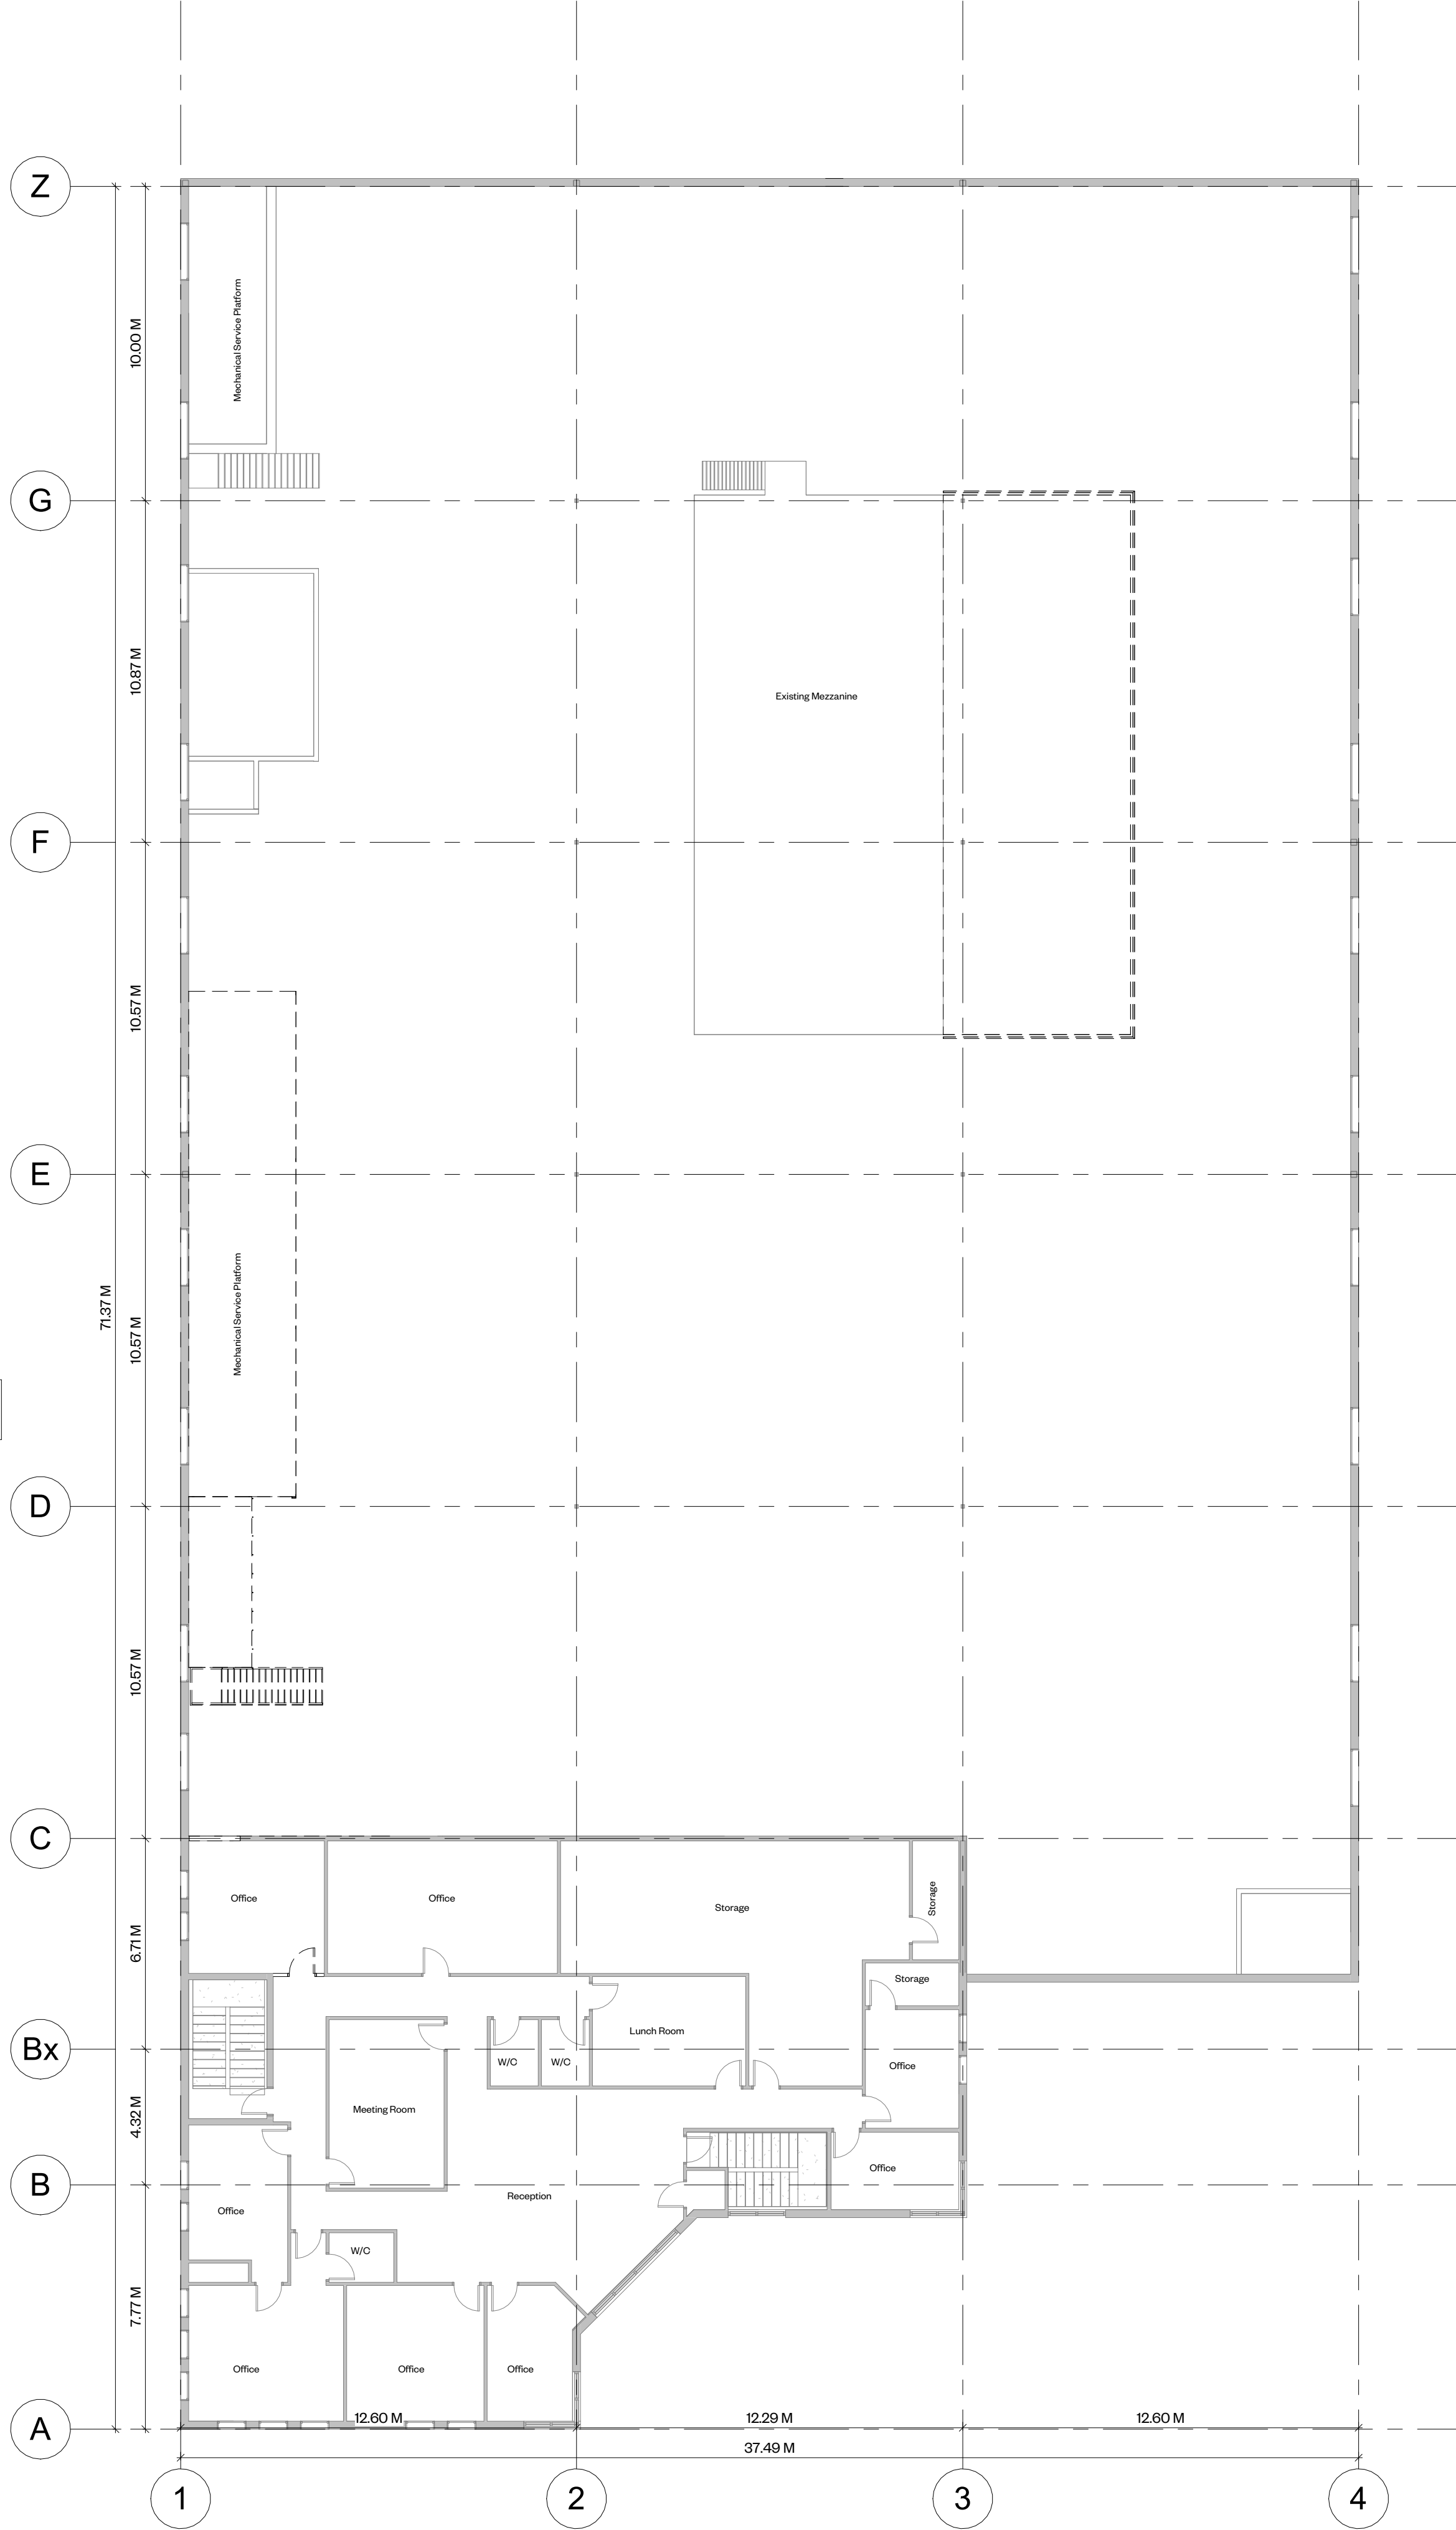 Z
Mechanical Service Platform
10.00 M
G
10.87 M
Existing Mezzanine
F
10.57 M
E
Mechanical Service Platform
71.37 M
10.57 M
D
10.57 M
C
Office
Office
Storage
Storage
6.71 M
Storage
Lunch Room
Bx
W/C
W/C
Office
Meeting Room
4.32 M
Office
B
Reception
Office
W/C
7.77 M
Office
Office
Office
12.60 M
12.29 M
12.60 M
A
37.49 M
1
2
3
4